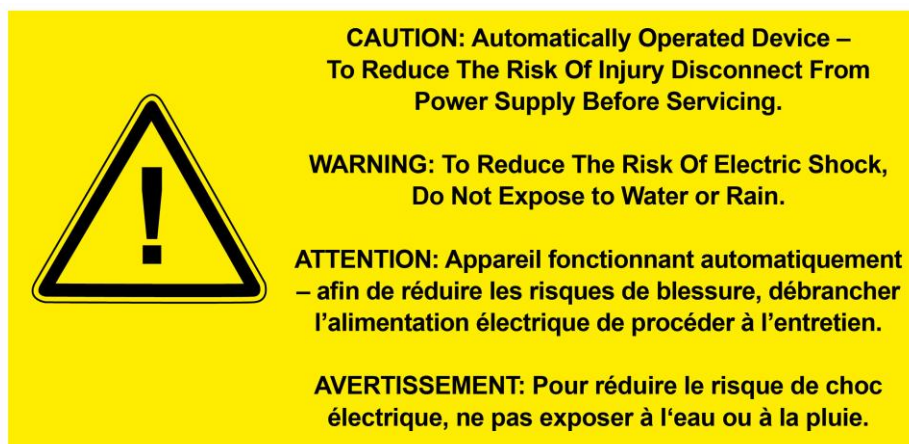 CAUTION: Automatically Operated Device –
To Reduce The Risk Of Injury Disconnect From
Power Supply Before Servicing.
WARNING: To Reduce The Risk Of Electric Shock,
Do Not Expose to Water or Rain.
ATTENTION: Appareil fonctionnant automatiquement
– afin de réduire les risques de blessure, débrancher
l’alimentation électrique de procéder à l’entretien.
AVERTISSEMENT: Pour réduire le risque de choc
électrique, ne pas exposer à l‘eau ou à la pluie.